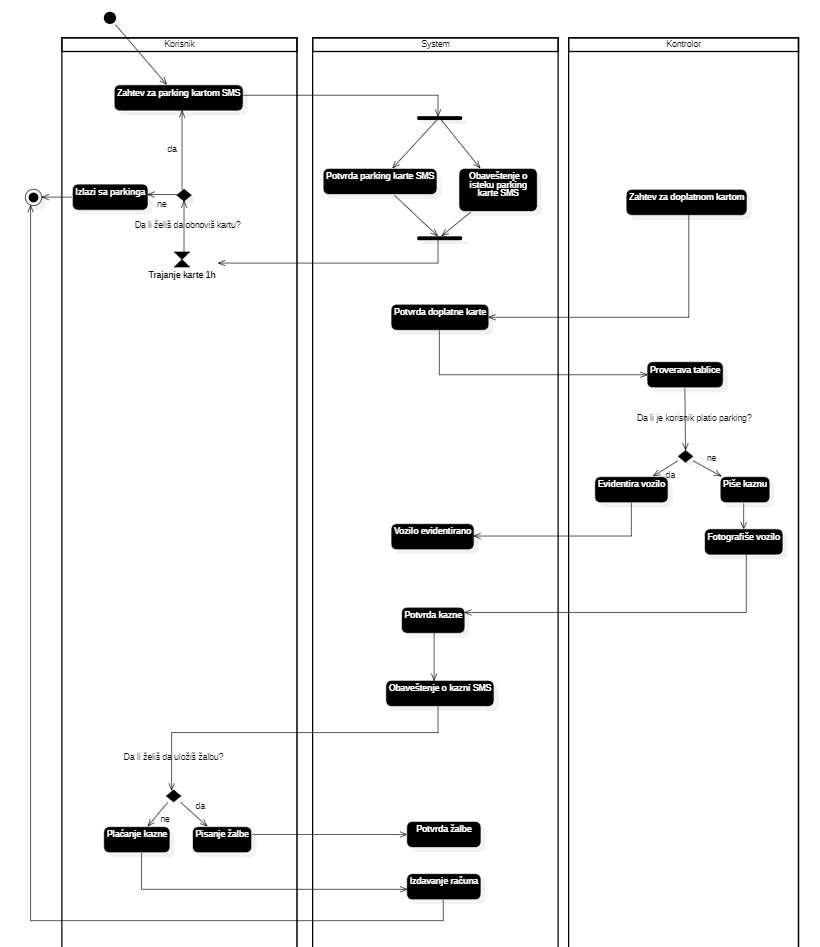 Korisnik
System
Kontrolor
Zahtev za parking kartom SMS
da
Potvrda parking karte SMS
Obaveštenje o
isteku parking
karte SMS
Izlazi sa parkinga
ne
Zahtev za doplatnom kartom
Da li želiš da obnoviš kartu?
Trajanje karte 1h
Potvrda doplatne karte
Proverava tablice
Da li je korisnik platio parking?
ne
da
Evidentira vozilo
Piše kaznu
Vozilo evidentirano
Fotografiše vozilo
Potvrda kazne
Obaveštenje o kazni SMS
Da li želiš da uložiš žalbu?
da
ne
Plaćanje kazne
Pisanje žalbe
Potvrda žalbe
Izdavanje računa